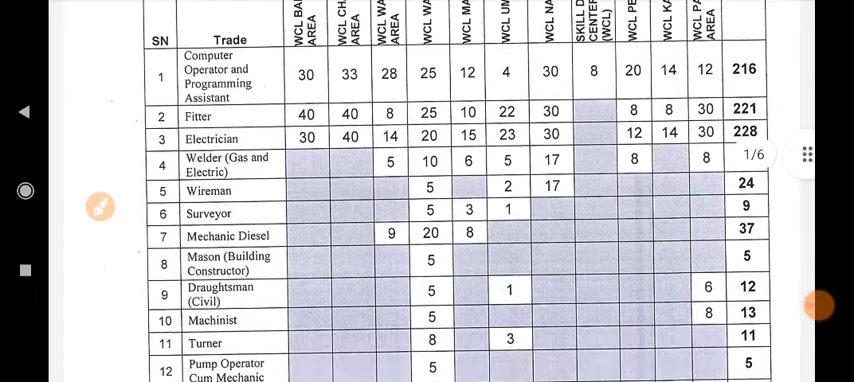 SN Trade WCL BAL AREA WCL CH AREA WCL WA AREA WCL WA WCL MA WCL UM WCL NA SKILL D CENTER (WCL) WCL PE WCL KA WCL PA AREA
1 Computer Operator and Programming Assistant 30 33 28 25 12 4 30 8 20 14 12 216
2 Fitter 40 40 8 25 10 22 30 8 8 30 221
3 Electrician 30 40 14 20 15 23 30 12 14 30 228
4 Welder (Gas and Electric) 5 10 6 5 17 8 8
1/6
5 Wireman 5 2 17 24
6 Surveyor 5 3 1 9
7 Mechanic Diesel 9 20 8 37
8 Mason (Building Constructor) 5 5
9 Draughtsman (Civil) 5 1 6 12
10 Machinist 5 8 13
11 Turner 8 3 11
12 Pump Operator Cum Mechanic 5 5